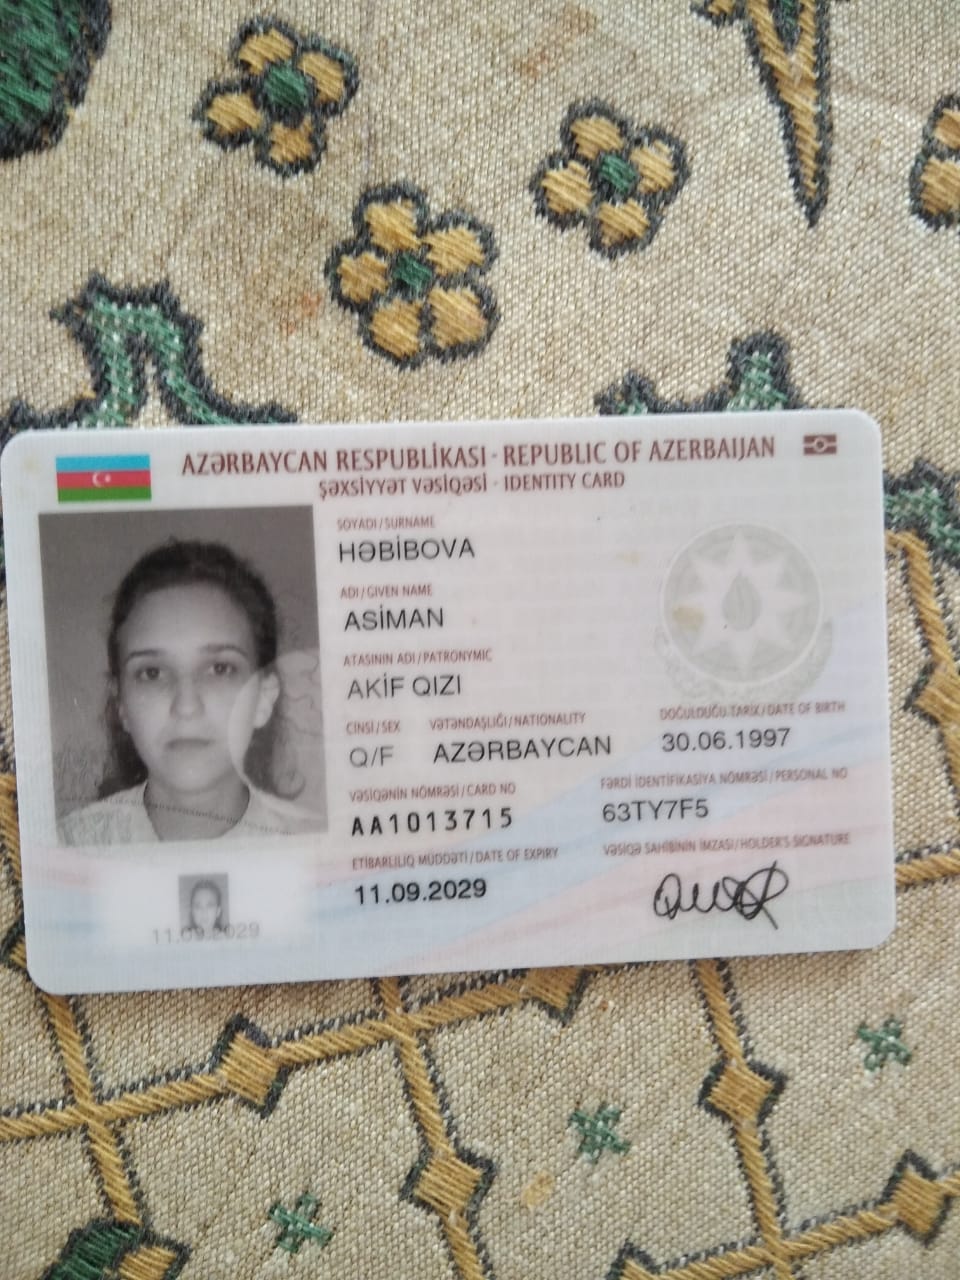 AZƏRBAYCAN RESPUBLİKASI - REPUBLIC OF AZERBAIJAN
ŞƏXSİYYƏT VƏSİQƏSİ - IDENTITY CARD
SOYADI / SURNAME
HƏBİBOVA
ADI / GIVEN NAME
ASİMAN
ATASININ ADI / PATRONYMIC
AKİF QIZI
CİNSİ / SEX VƏTƏNDAŞLIĞI / NATIONALITY DOĞULDUĞU TARİX / DATE OF BIRTH
Q/F AZƏRBAYCAN 30.06.1997
VƏSİQƏNİN NÖMRƏSİ / CARD NO FƏRDİ İDENTİFİKASİYA NÖMRƏSİ / PERSONAL NO
AA1013715 63TY7F5
ETİBARLILIQ MÜDDƏTİ / DATE OF EXPIRY VƏSİQƏ SAHİBİNİN İMZASI / HOLDER'S SIGNATURE
11.09.2029
11.09.2029